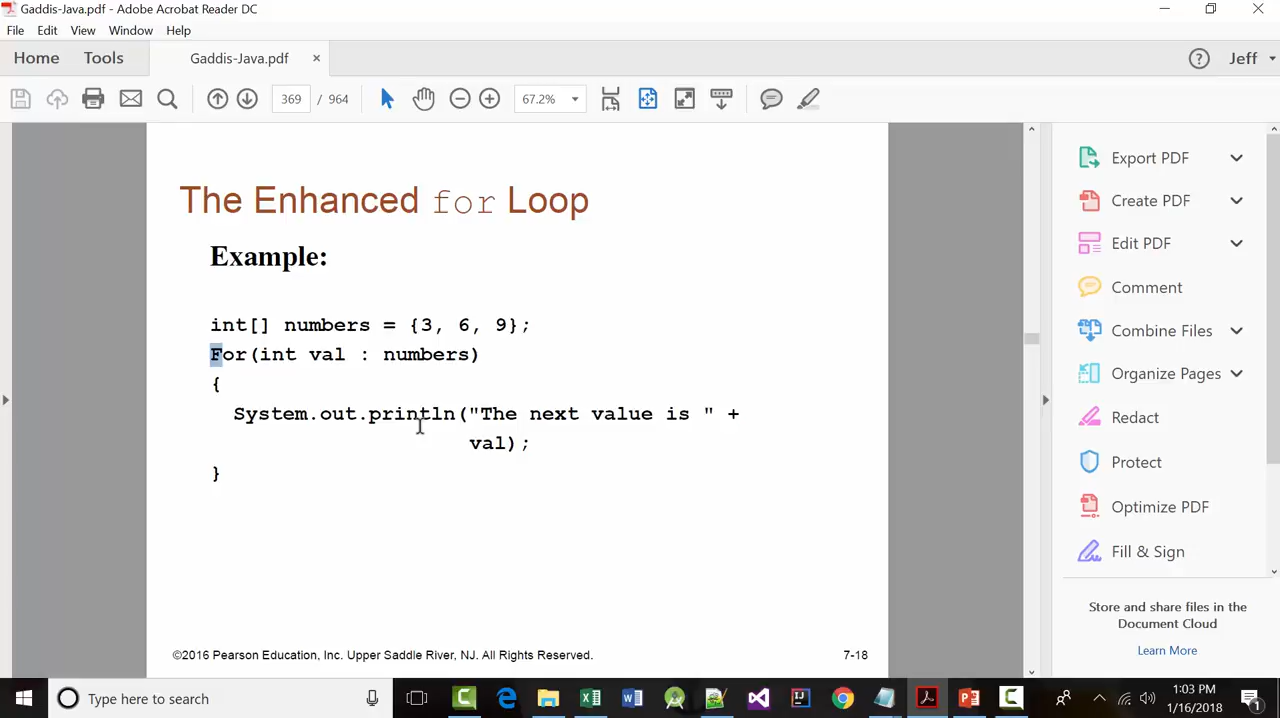 Gaddis-Java.pdf - Adobe Acrobat Reader DC
File Edit View Window Help
Home Tools Gaddis-Java.pdf × Jeff
369 / 964 67.2%
The Enhanced for Loop
Example:
int[] numbers = {3, 6, 9};
For(int val : numbers)
{
System.out.println("The next value is " +
val);
}
©2016 Pearson Education, Inc. Upper Saddle River, NJ. All Rights Reserved. 7-18
Export PDF
Create PDF
Edit PDF
Comment
Combine Files
Organize Pages
Redact
Protect
Optimize PDF
Fill & Sign
Store and share files in the
Document Cloud
Learn More
Type here to search
1:03 PM
1/16/2018